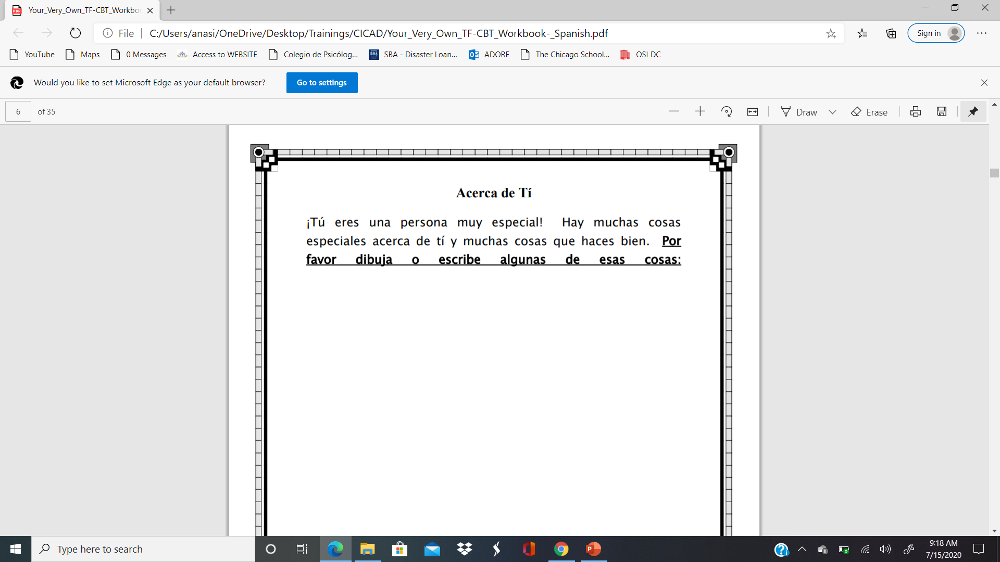 Your_Very_Own_TF-CBT_Workbo
File | C:/Users/anasi/OneDrive/Desktop/Trainings/CICAD/Your_Very_Own_TF-CBT_Workbook-_Spanish.pdf
Sign in
YouTube Maps 0 Messages Access to WEBSITE Colegio de Psicólog... SBA - Disaster Loan... ADORE The Chicago School... OSI DC
Would you like to set Microsoft Edge as your default browser? Go to settings
6 of 35 Draw Erase
Acerca de Tí
¡Tú eres una persona muy especial! Hay muchas cosas
especiales acerca de tí y muchas cosas que haces bien. Por
favor dibuja o escribe algunas de esas cosas:
Type here to search
9:18 AM
7/15/2020